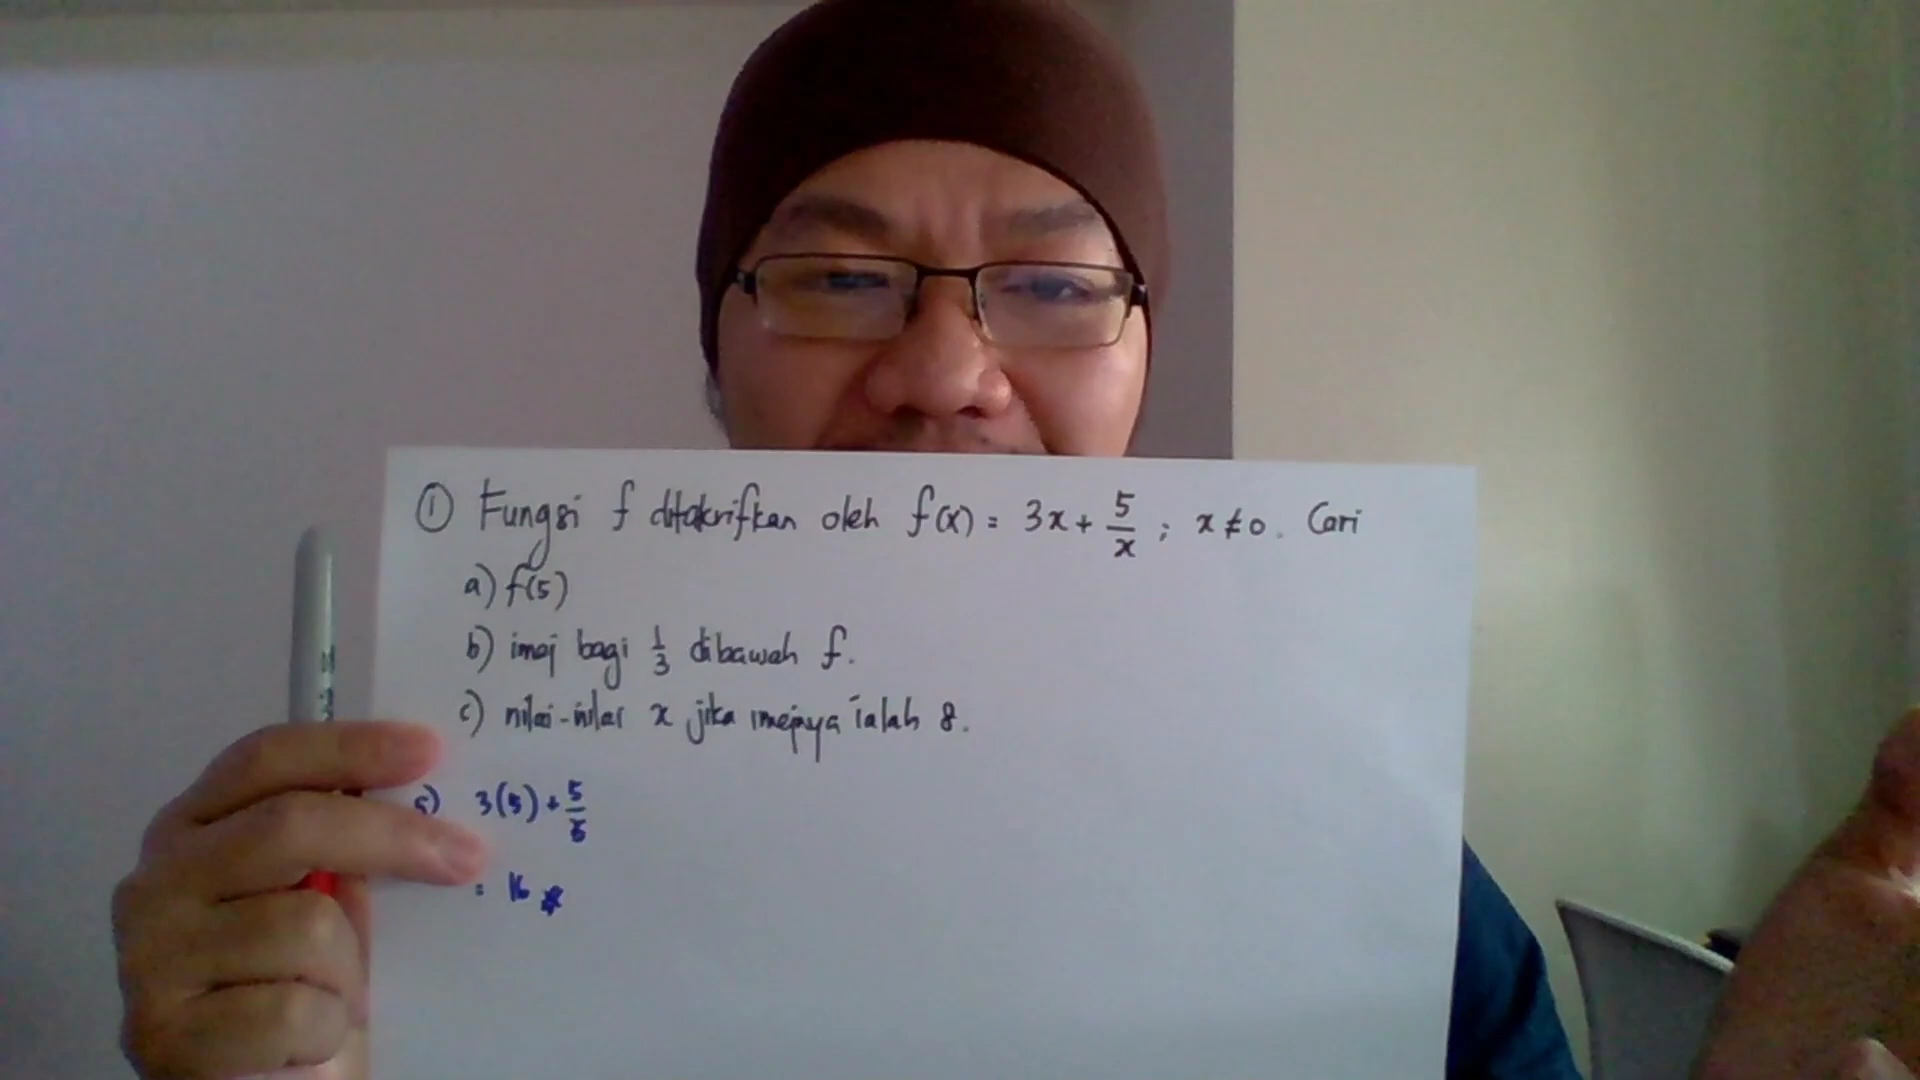 ① Fungsi f ditakrifkan oleh f(x) = 3x + 5/x ; x ≠ 0. Cari
a) f(5)
b) imej bagi 1/3 dibawah f.
c) nilai-nilai x jika imejnya ialah 8.
a) 3(5) + 5/5
= 16